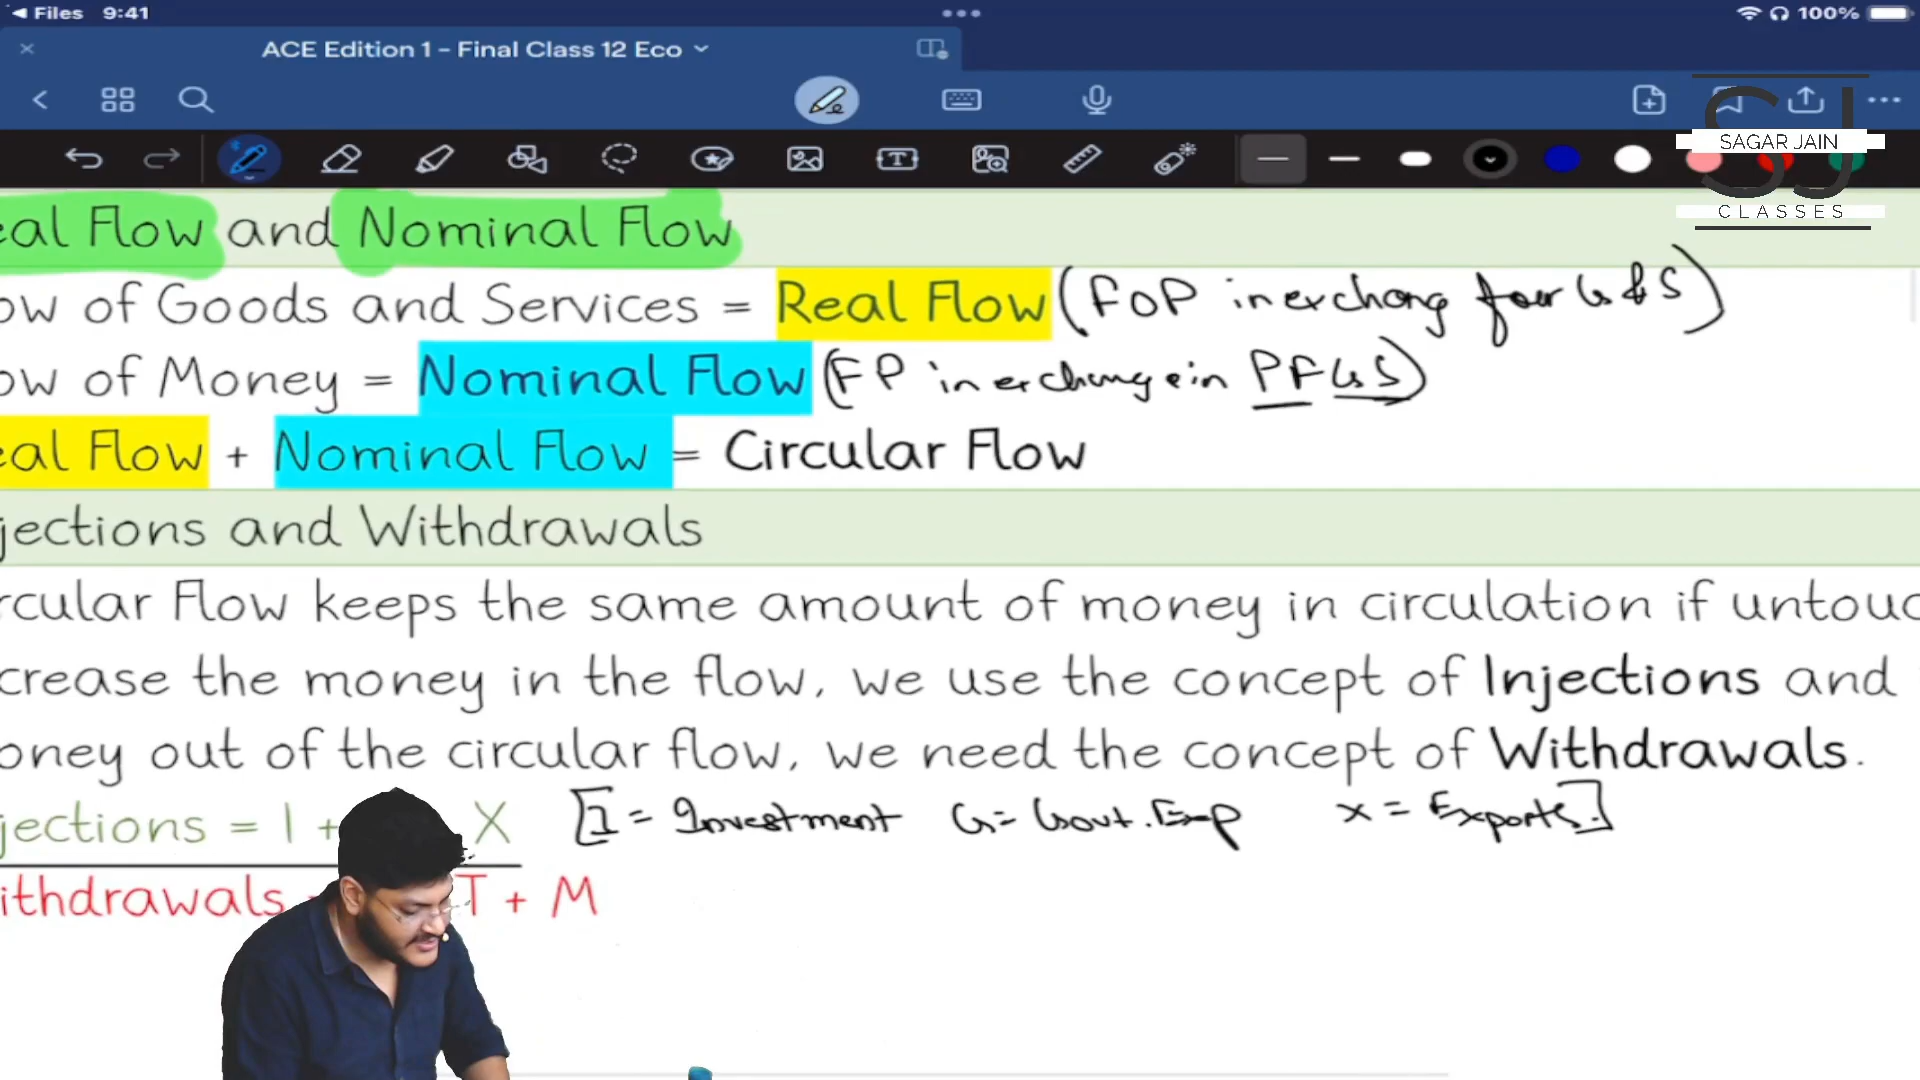 Files 9:41 100%
ACE Edition 1 - Final Class 12 Eco
SAGAR JAIN
SJ
CLASSES
eal Flow and Nominal Flow
ow of Goods and Services = Real Flow (FOP in exchang for G & S)
ow of Money = Nominal Flow (FP in exchange in PFGS)
eal Flow + Nominal Flow = Circular Flow
jections and Withdrawals
rcular Flow keeps the same amount of money in circulation if untouc
crease the money in the flow, we use the concept of Injections and
oney out of the circular flow, we need the concept of Withdrawals.
jections = I + X [I = Investment G = Govt. Exp X = Exports.]
ithdrawals T + M